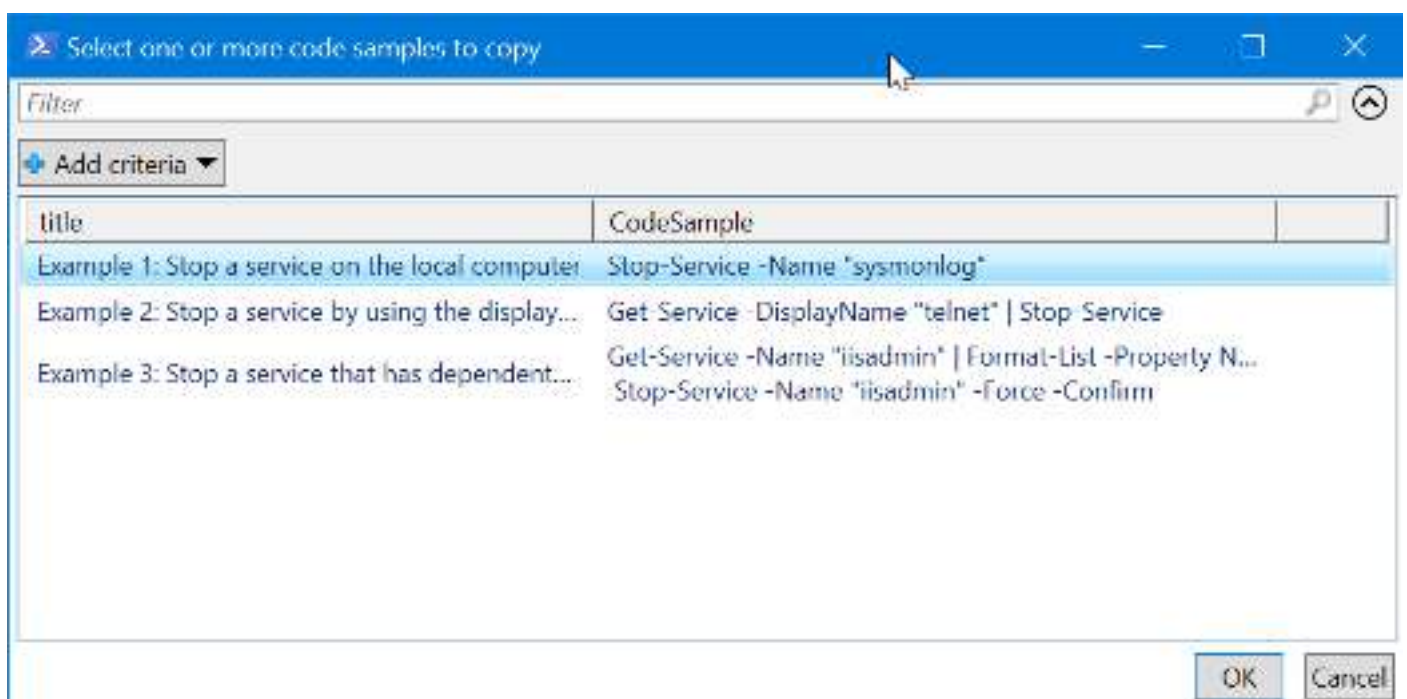 Select one or more code samples to copy
Filter
Add criteria
title CodeSample
Example 1: Stop a service on the local computer Stop-Service -Name "sysmonlog"
Example 2: Stop a service by using the display... Get-Service -DisplayName "telnet" | Stop-Service
Example 3: Stop a service that has dependent... Get-Service -Name "iisadmin" | Format-List -Property N...
Stop-Service -Name "iisadmin" -Force -Confirm
OK Cancel